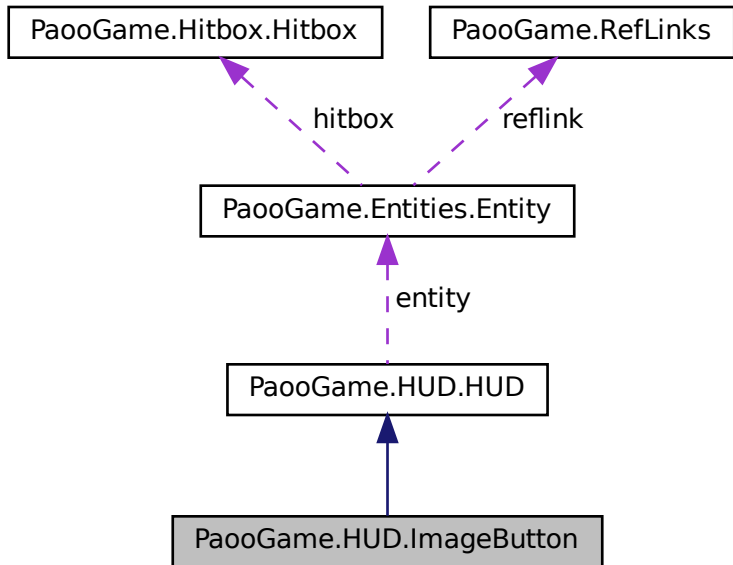 PaooGame.Hitbox.Hitbox
PaooGame.RefLinks
hitbox
reflink
PaooGame.Entities.Entity
entity
PaooGame.HUD.HUD
PaooGame.HUD.ImageButton